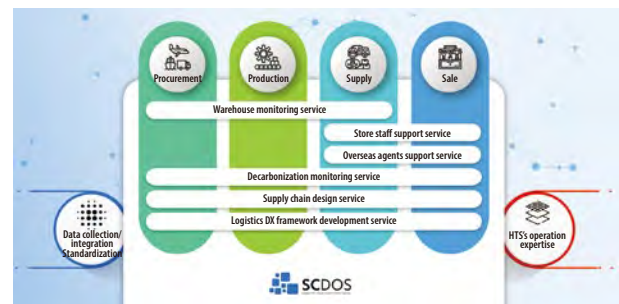 Procurement
Production
Supply
Sale
Warehouse monitoring service
Store staff support service
Overseas agents support service
Decarbonization monitoring service
Supply chain design service
Logistics DX framework development service
Data collection/
integration
Standardization
HTS's operation
expertise
SCDOS